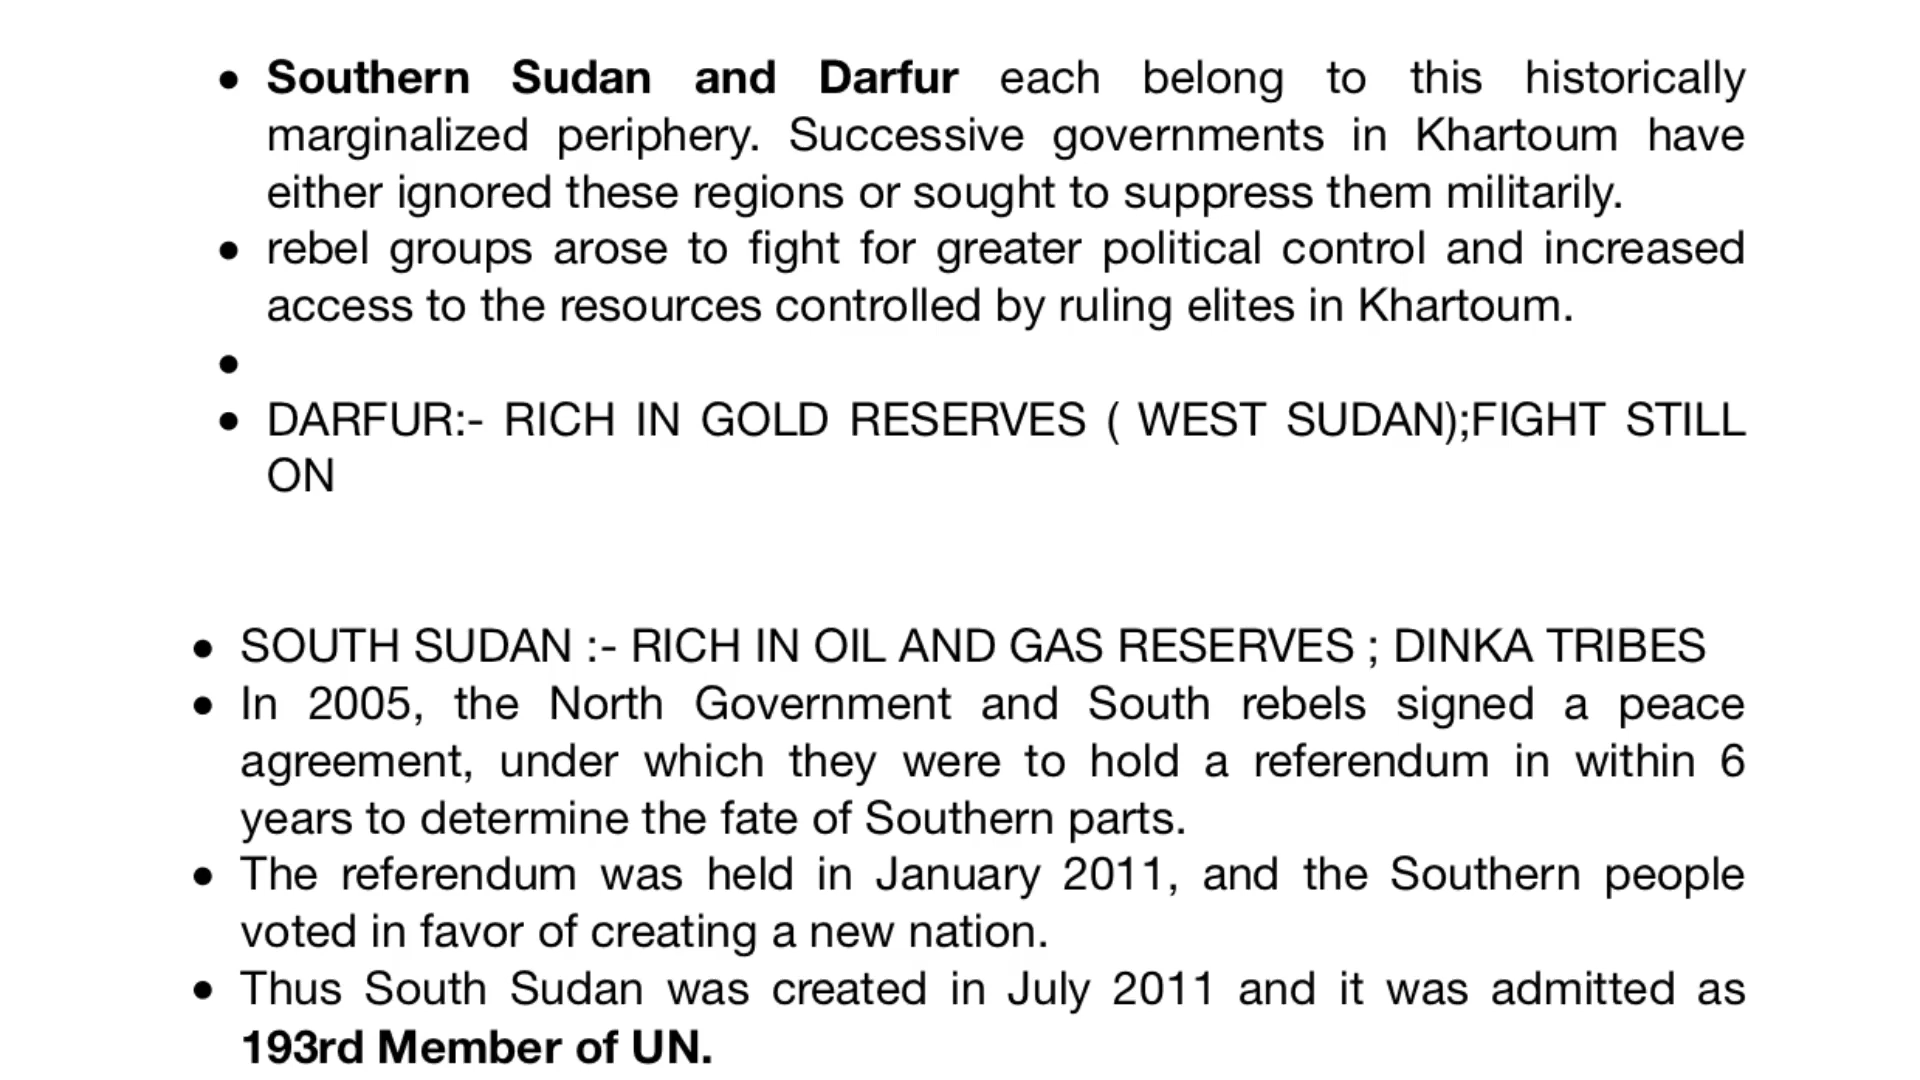 ● Southern Sudan and Darfur each belong to this historically
marginalized periphery. Successive governments in Khartoum have
either ignored these regions or sought to suppress them militarily.
● rebel groups arose to fight for greater political control and increased
access to the resources controlled by ruling elites in Khartoum.
●
● DARFUR:- RICH IN GOLD RESERVES ( WEST SUDAN);FIGHT STILL
ON
● SOUTH SUDAN :- RICH IN OIL AND GAS RESERVES ; DINKA TRIBES
● In 2005, the North Government and South rebels signed a peace
agreement, under which they were to hold a referendum in within 6
years to determine the fate of Southern parts.
● The referendum was held in January 2011, and the Southern people
voted in favor of creating a new nation.
● Thus South Sudan was created in July 2011 and it was admitted as
193rd Member of UN.